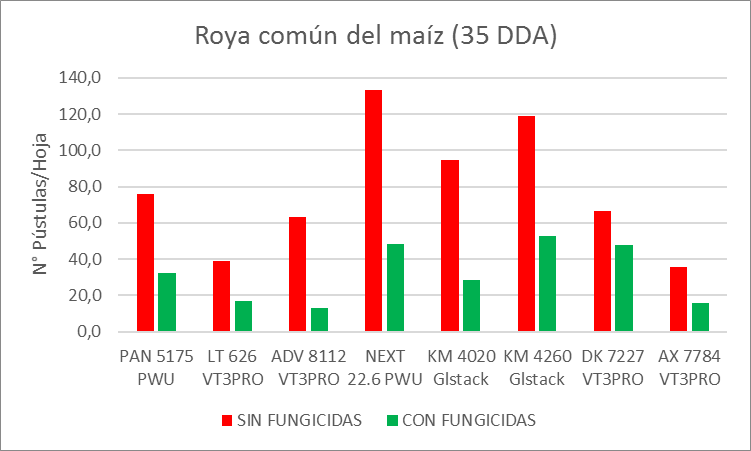 Roya común del maíz (35 DDA)
N° Pústulas/Hoja
140,0
120,0
100,0
80,0
60,0
40,0
20,0
0,0
PAN 5175
PWU
LT 626
VT3PRO
ADV 8112
VT3PRO
NEXT
22.6 PWU
KM 4020
Glstack
KM 4260
Glstack
DK 7227
VT3PRO
AX 7784
VT3PRO
SIN FUNGICIDAS
CON FUNGICIDAS